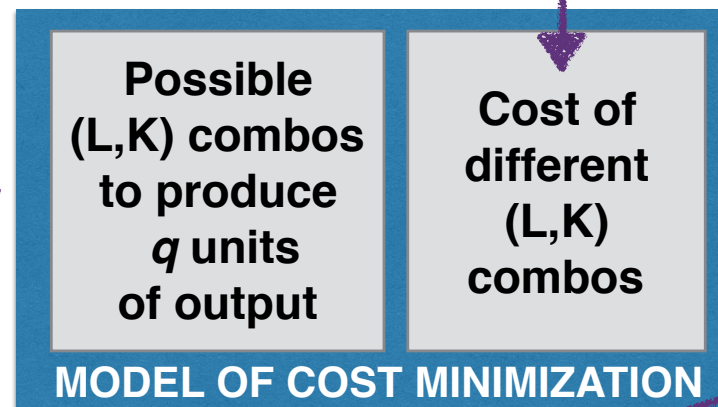 Possible
(L,K) combos
to produce
q units
of output
Cost of
different
(L,K)
combos
MODEL OF COST MINIMIZATION